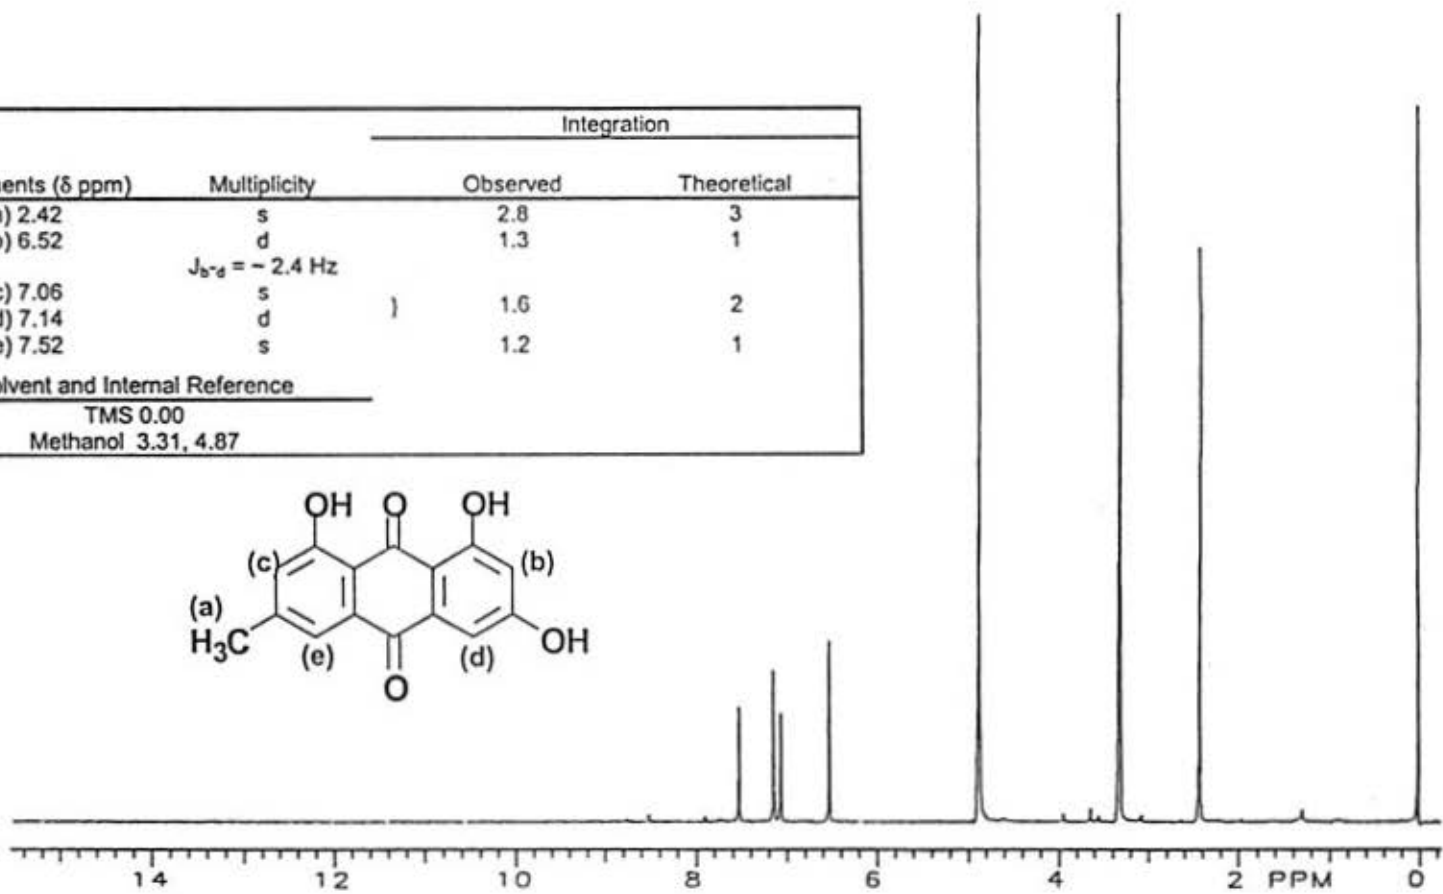 Integration
ents (δ ppm) Multiplicity Observed Theoretical
) 2.42 s 2.8 3
) 6.52 d 1.3 1
J_b-d = ~ 2.4 Hz
) 7.06 s } 1.6 2
) 7.14 d
) 7.52 s 1.2 1
lvent and Internal Reference
TMS 0.00
Methanol 3.31, 4.87
OH O OH
(c) (b)
(a)
H₃C (e) (d) OH
O
14 12 10 8 6 4 2 PPM 0